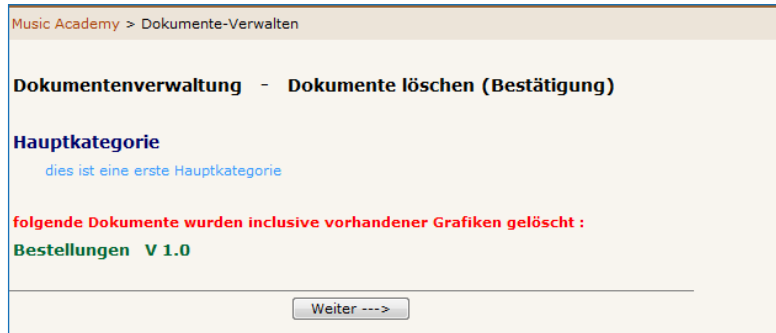 Music Academy > Dokumente-Verwalten
Dokumentenverwaltung - Dokumente löschen (Bestätigung)
Hauptkategorie
dies ist eine erste Hauptkategorie
folgende Dokumente wurden inclusive vorhandener Grafiken gelöscht :
Bestellungen V 1.0
Weiter --->